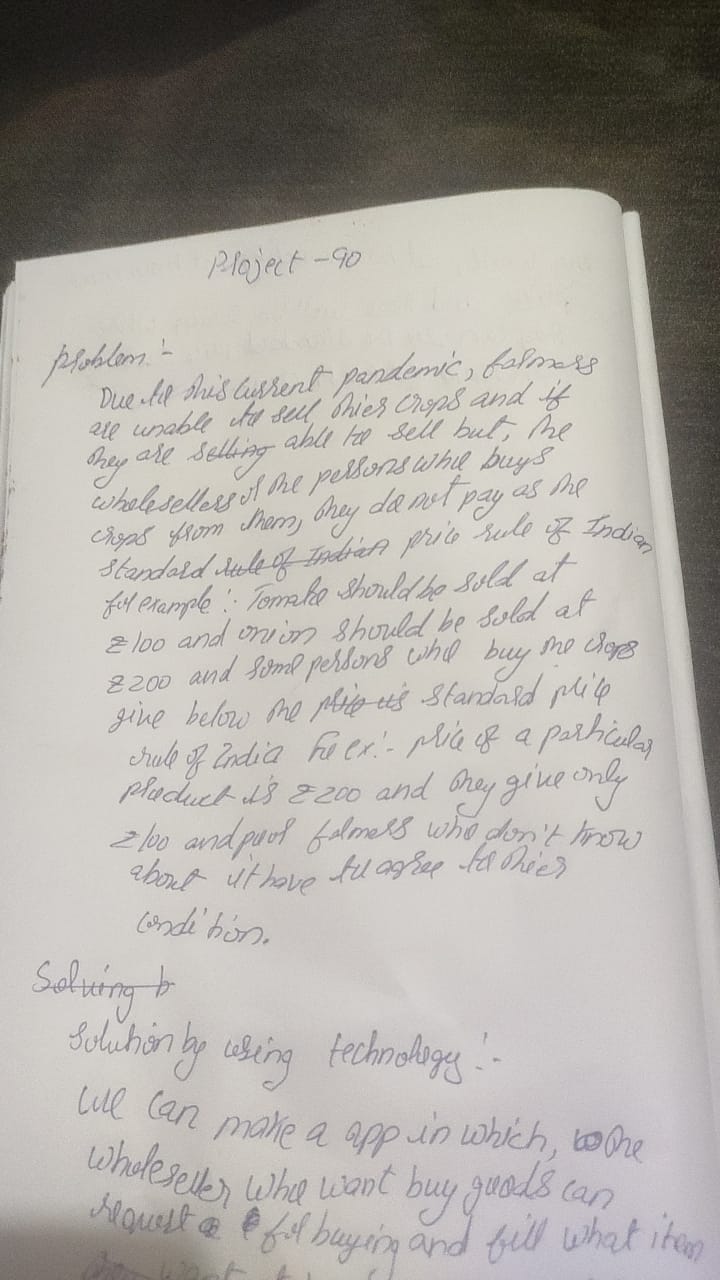 Project - 90
Problem :-
Due to this current pandemic, farmers
are unable to sell thier crops and if
they are selling able to sell but, the
wholesellers or the persons who buys
crops from them, they do not pay as the
standard rule of Indian price rule of Indian
for example :- Tomato should be sold at
₹100 and onion should be sold at
₹200 and some persons who buy the crops
give below the price is standard price
rule of India For ex:- price of a particular
product is ₹200 and they give only
₹100 and poor farmers who don't know
about it have to agree to thier
condition.
Solving b
Solution by using technology :-
We can make a app in which, the
wholeseller who want buy goods can
request for buying and fill what item
want